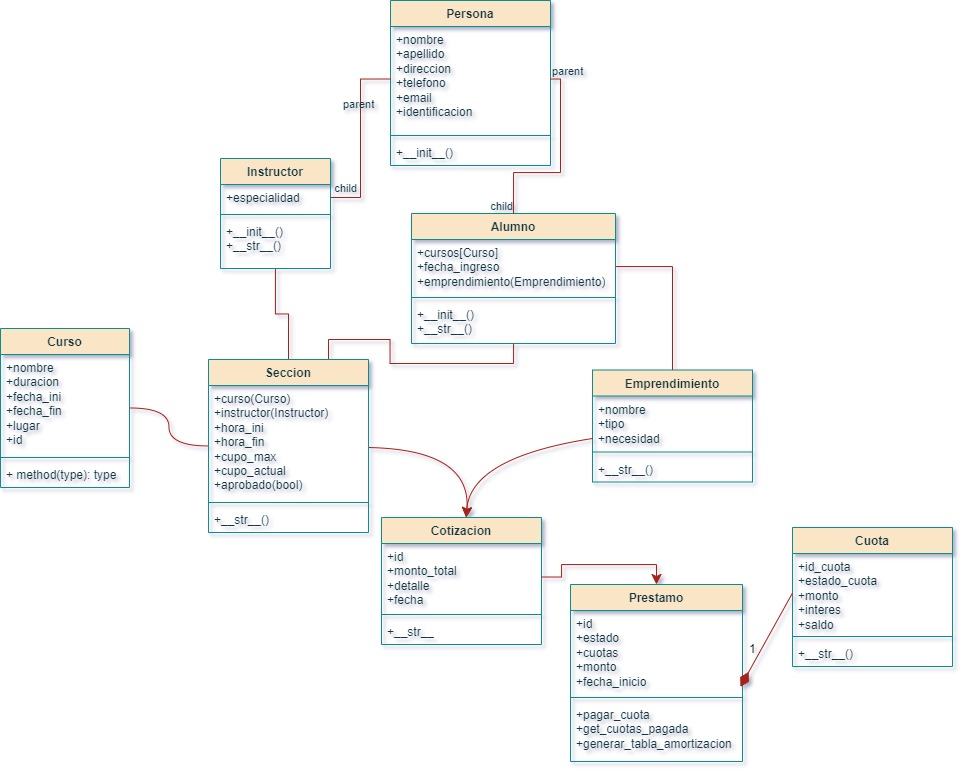 Persona
+nombre
+apellido
+direccion
+telefono
+email
+identificacion
+__init__()
parent
parent
Instructor
+especialidad
+__init__()
+__str__()
child
child
Alumno
+cursos[Curso]
+fecha_ingreso
+emprendimiento(Emprendimiento)
+__init__()
+__str__()
Curso
+nombre
+duracion
+fecha_ini
+fecha_fin
+lugar
+id
+ method(type): type
Seccion
+curso(Curso)
+instructor(Instructor)
+hora_ini
+hora_fin
+cupo_max
+cupo_actual
+aprobado(bool)
+__str__()
Emprendimiento
+nombre
+tipo
+necesidad
+__str__()
Cotizacion
+id
+monto_total
+detalle
+fecha
+__str__
Prestamo
+id
+estado
+cuotas
+monto
+fecha_inicio
+pagar_cuota
+get_cuotas_pagada
+generar_tabla_amortizacion
1
Cuota
+id_cuota
+estado_cuota
+monto
+interes
+saldo
+__str__()